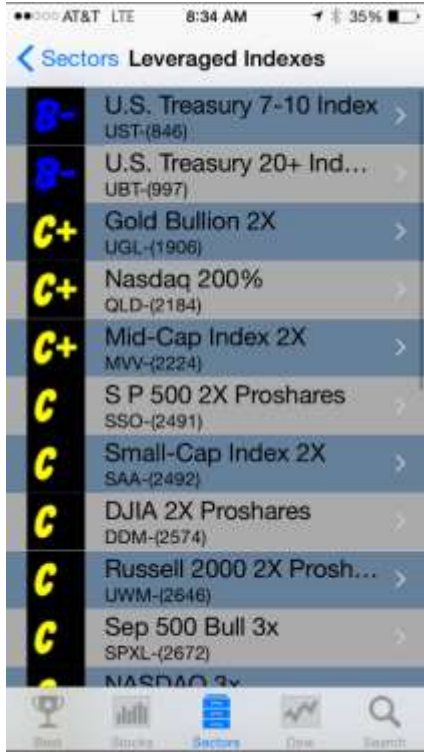 AT&T LTE 8:34 AM 35%
Sectors Leveraged Indexes
B-
U.S. Treasury 7-10 Index
UST-(846)
B-
U.S. Treasury 20+ Ind...
UBT-(997)
C+
Gold Bullion 2X
UGL-(1906)
C+
Nasdaq 200%
QLD-(2184)
C+
Mid-Cap Index 2X
MVV-(2224)
C
S P 500 2X Proshares
SSO-(2491)
C
Small-Cap Index 2X
SAA-(2492)
C
DJIA 2X Proshares
DDM-(2574)
C
Russell 2000 2X Prosh...
UWM-(2646)
C
Sep 500 Bull 3x
SPXL-(2672)
NASDAQ 3x
Stocks Sectors Search